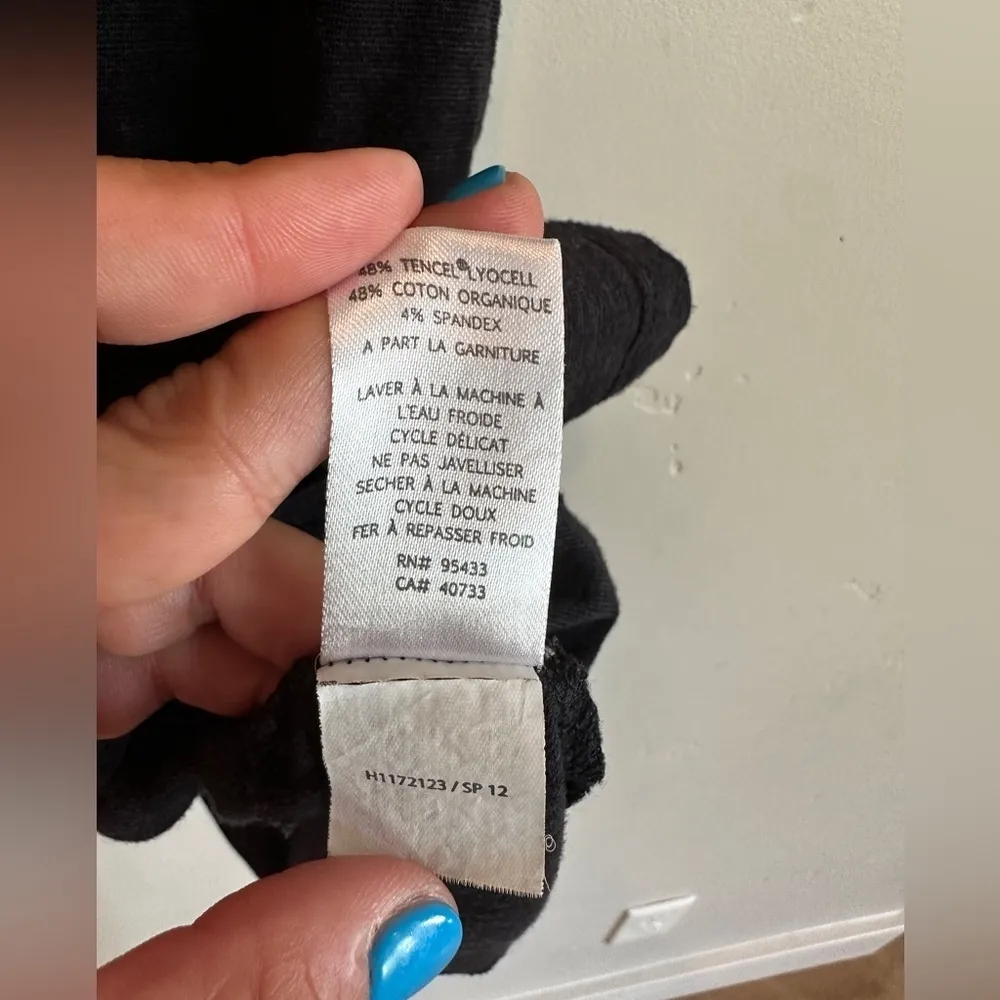 48% TENCEL® LYOCELL
48% COTON ORGANIQUE
4% SPANDEX
A PART LA GARNITURE
LAVER À LA MACHINE À
L'EAU FROIDE
CYCLE DÉLICAT
NE PAS JAVELLISER
SECHER À LA MACHINE
CYCLE DOUX
FER À REPASSER FROID
RN# 95433
CA# 40733
H1172123 / SP 12